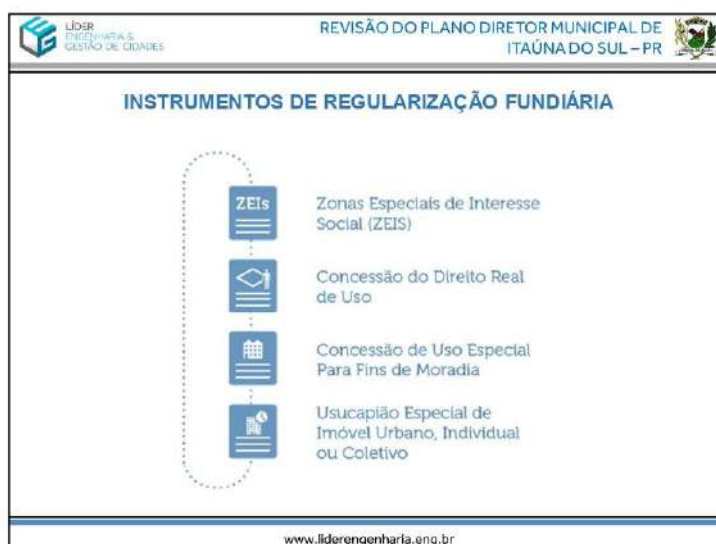 LÍDER
ENGENHARIA &
GESTÃO DE CIDADES
REVISÃO DO PLANO DIRETOR MUNICIPAL DE
ITAÚNA DO SUL – PR
INSTRUMENTOS DE REGULARIZAÇÃO FUNDIÁRIA
ZEIs
Zonas Especiais de Interesse
Social (ZEIS)
Concessão do Direito Real
de Uso
Concessão de Uso Especial
Para Fins de Moradia
Usucapião Especial de
Imóvel Urbano, Individual
ou Coletivo
www.liderengenharia.eng.br